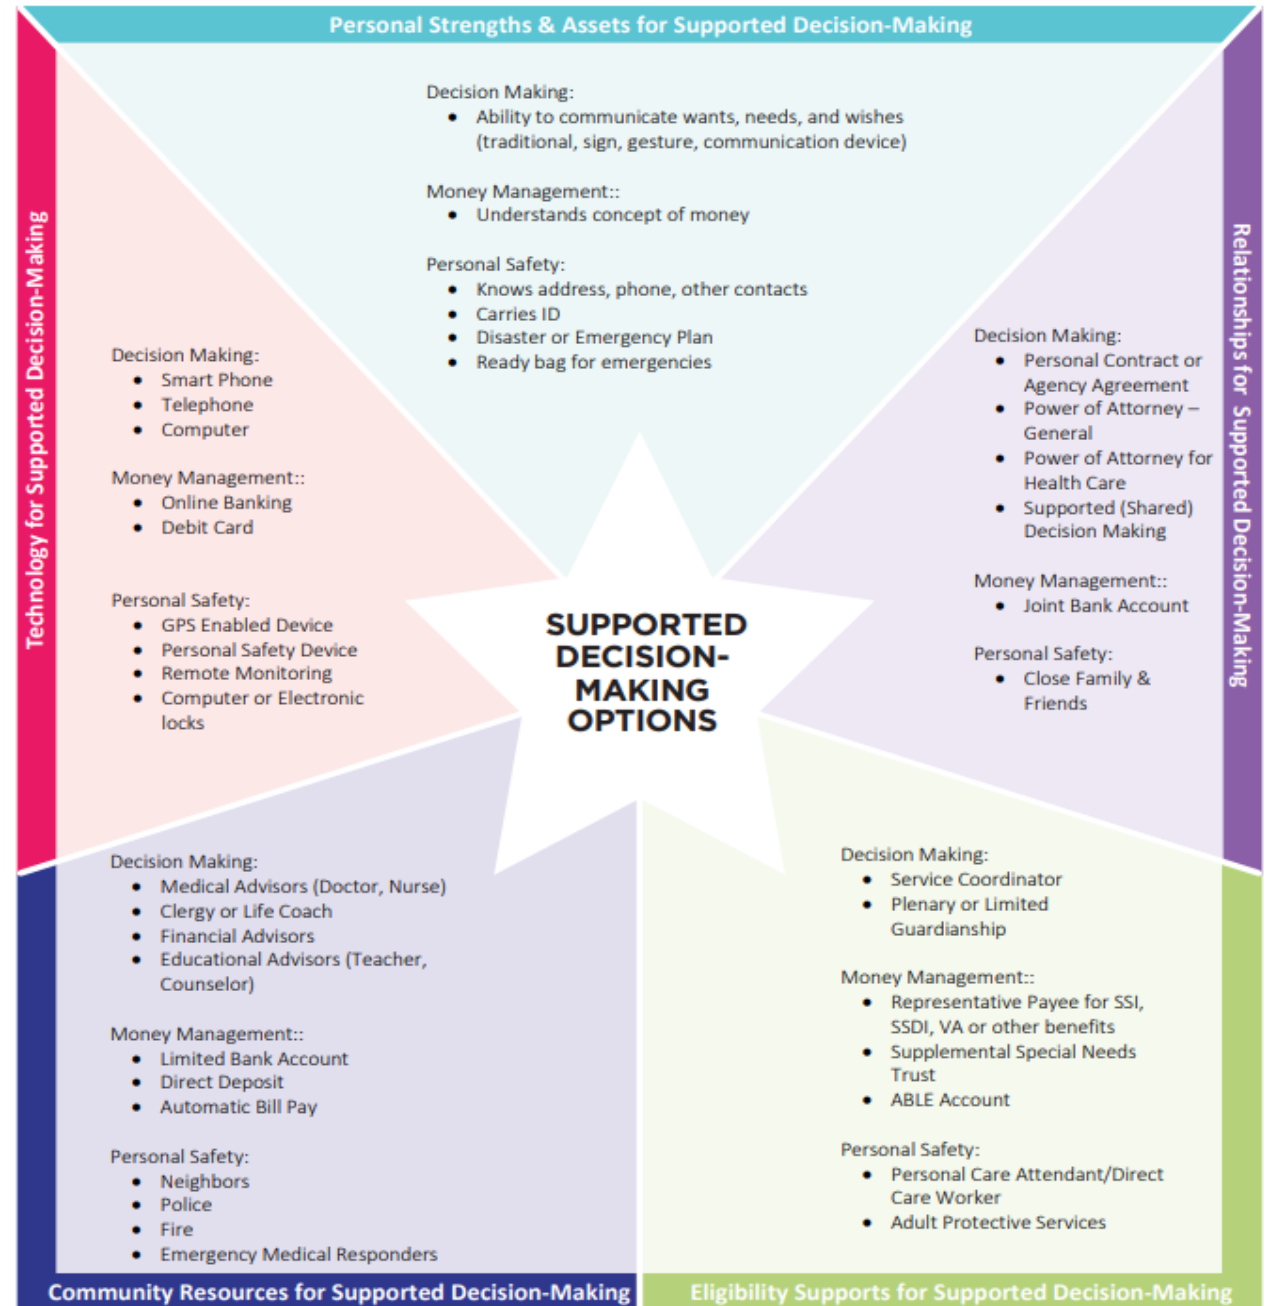 Personal Strengths & Assets for Supported Decision-Making
Decision Making:
• Ability to communicate wants, needs, and wishes
(traditional, sign, gesture, communication device)
Money Management::
• Understands concept of money
Personal Safety:
• Knows address, phone, other contacts
• Carries ID
• Disaster or Emergency Plan
• Ready bag for emergencies
Technology for Supported Decision-Making
Decision Making:
• Smart Phone
• Telephone
• Computer
Money Management::
• Online Banking
• Debit Card
Personal Safety:
• GPS Enabled Device
• Personal Safety Device
• Remote Monitoring
• Computer or Electronic
locks
SUPPORTED
DECISION-
MAKING
OPTIONS
Relationships for Supported Decision-Making
Decision Making:
• Personal Contract or
Agency Agreement
• Power of Attorney –
General
• Power of Attorney for
Health Care
• Supported (Shared)
Decision Making
Money Management::
• Joint Bank Account
Personal Safety:
• Close Family &
Friends
Decision Making:
• Medical Advisors (Doctor, Nurse)
• Clergy or Life Coach
• Financial Advisors
• Educational Advisors (Teacher,
Counselor)
Money Management::
• Limited Bank Account
• Direct Deposit
• Automatic Bill Pay
Personal Safety:
• Neighbors
• Police
• Fire
• Emergency Medical Responders
Community Resources for Supported Decision-Making
Decision Making:
• Service Coordinator
• Plenary or Limited
Guardianship
Money Management::
• Representative Payee for SSI,
SSDI, VA or other benefits
• Supplemental Special Needs
Trust
• ABLE Account
Personal Safety:
• Personal Care Attendant/Direct
Care Worker
• Adult Protective Services
Eligibility Supports for Supported Decision-Making